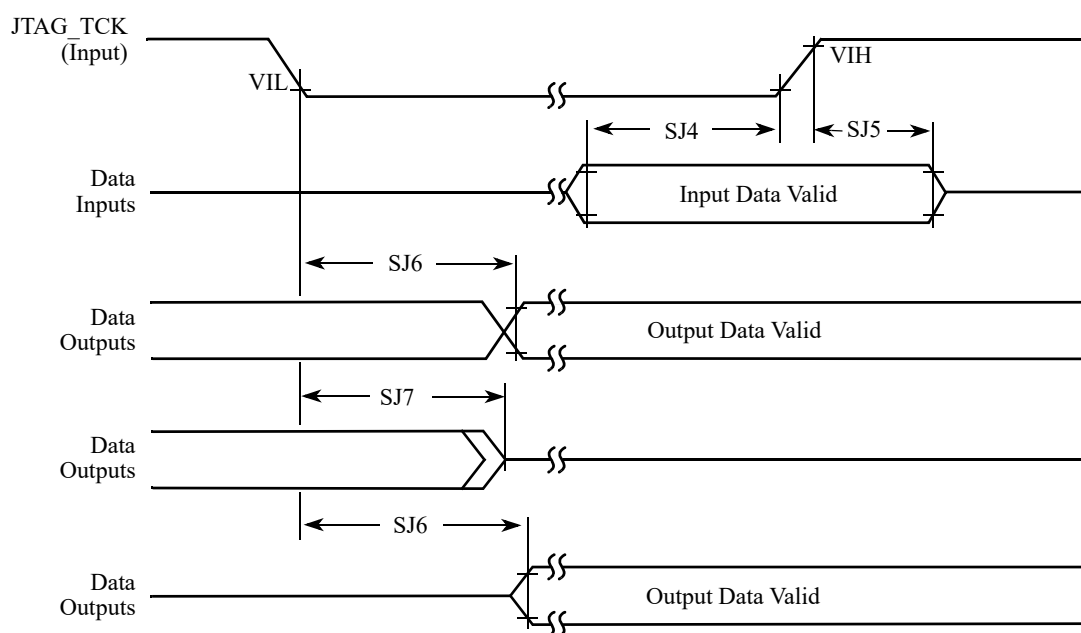 JTAG_TCK
(Input)
VIL
VIH
SJ4
SJ5
Data
Inputs
Input Data Valid
SJ6
Data
Outputs
Output Data Valid
SJ7
Data
Outputs
SJ6
Data
Outputs
Output Data Valid